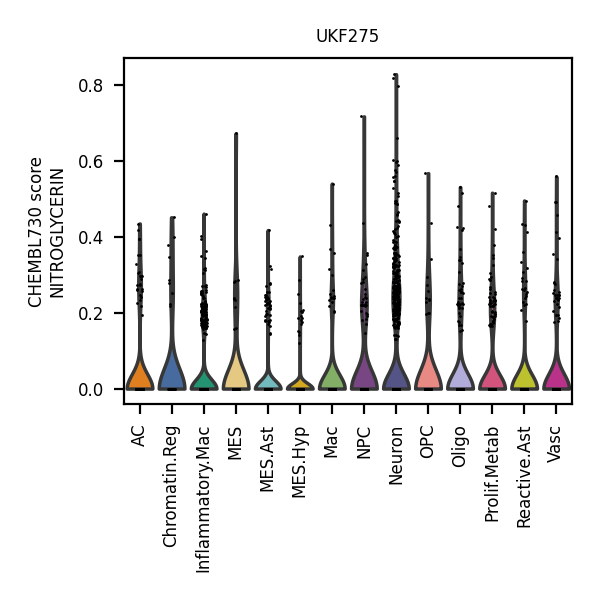 UKF275
CHEMBL730 score
NITROGLYCERIN
0.8
0.6
0.4
0.2
0.0
AC
Chromatin.Reg
Inflammatory.Mac
MES
MES.Ast
MES.Hyp
Mac
NPC
Neuron
OPC
Oligo
Prolif.Metab
Reactive.Ast
Vasc